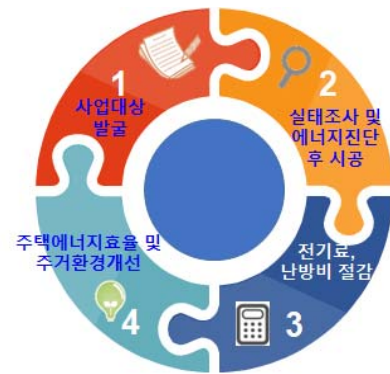 1
사업대상
발굴
2
실태조사 및
에너지진단
후 시공
전기료,
난방비 절감
3
주택에너지효율 및
주거환경개선
4